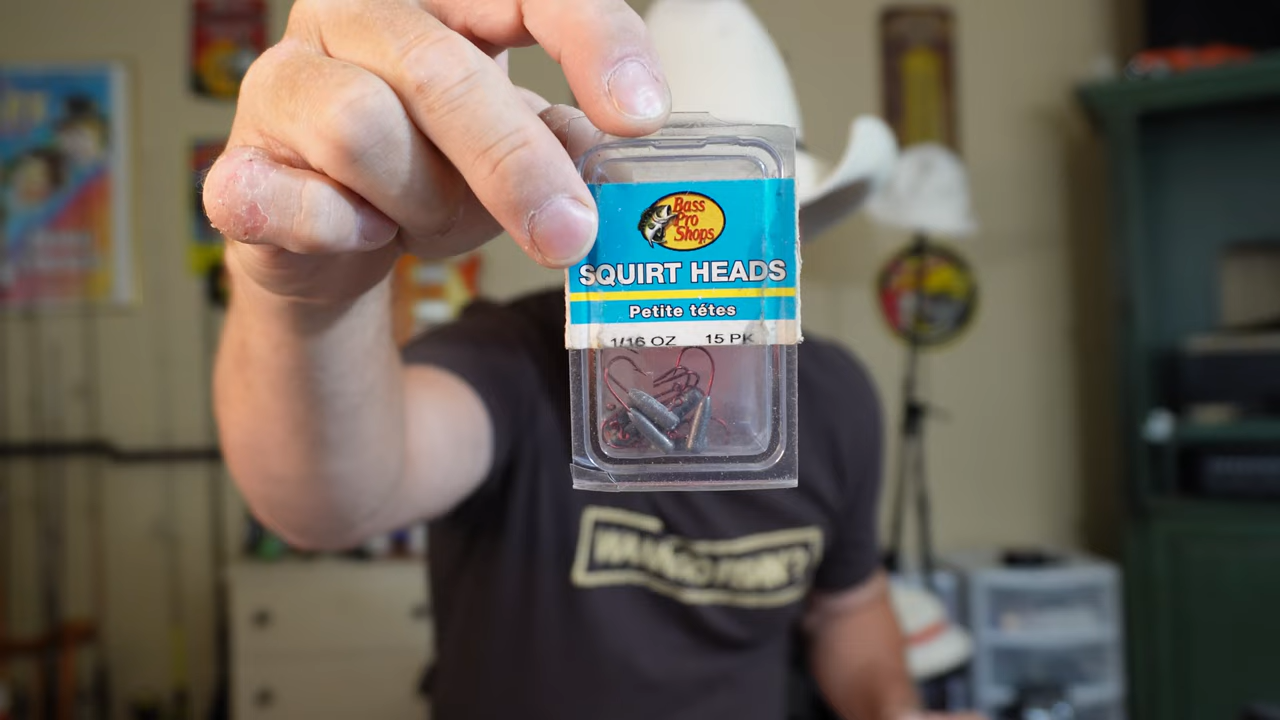 Bass
Pro
Shops
SQUIRT HEADS
Petite tétes
1/16 OZ 15 PK